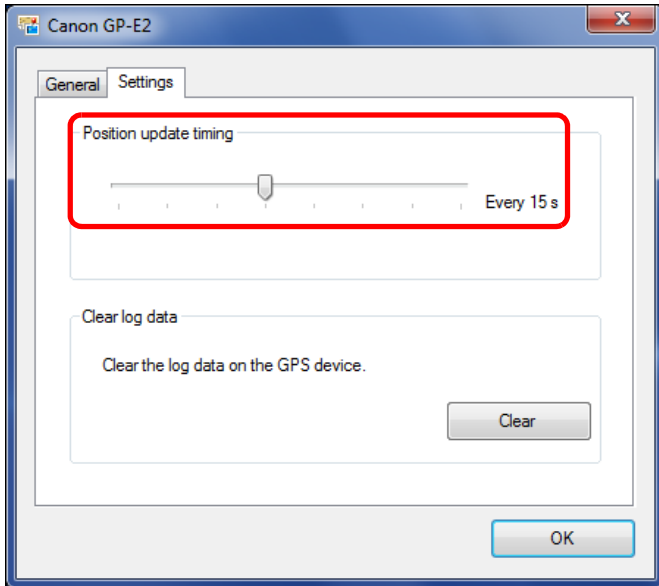 Canon GP-E2
General Settings
Position update timing
Every 15 s
Clear log data
Clear the log data on the GPS device.
Clear
OK